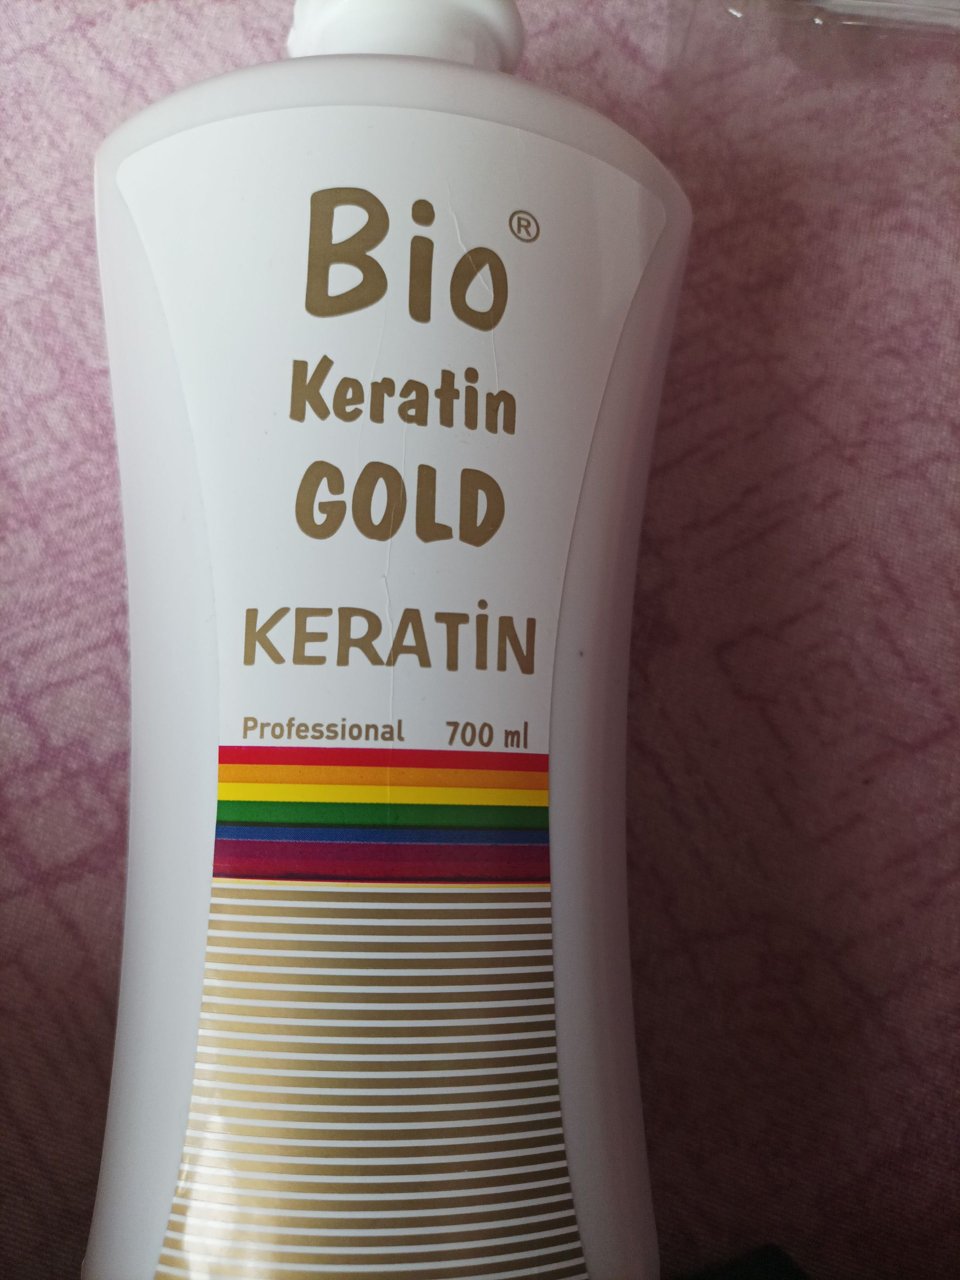 Bio®
Keratin
GOLD
KERATİN
Professional 700 ml